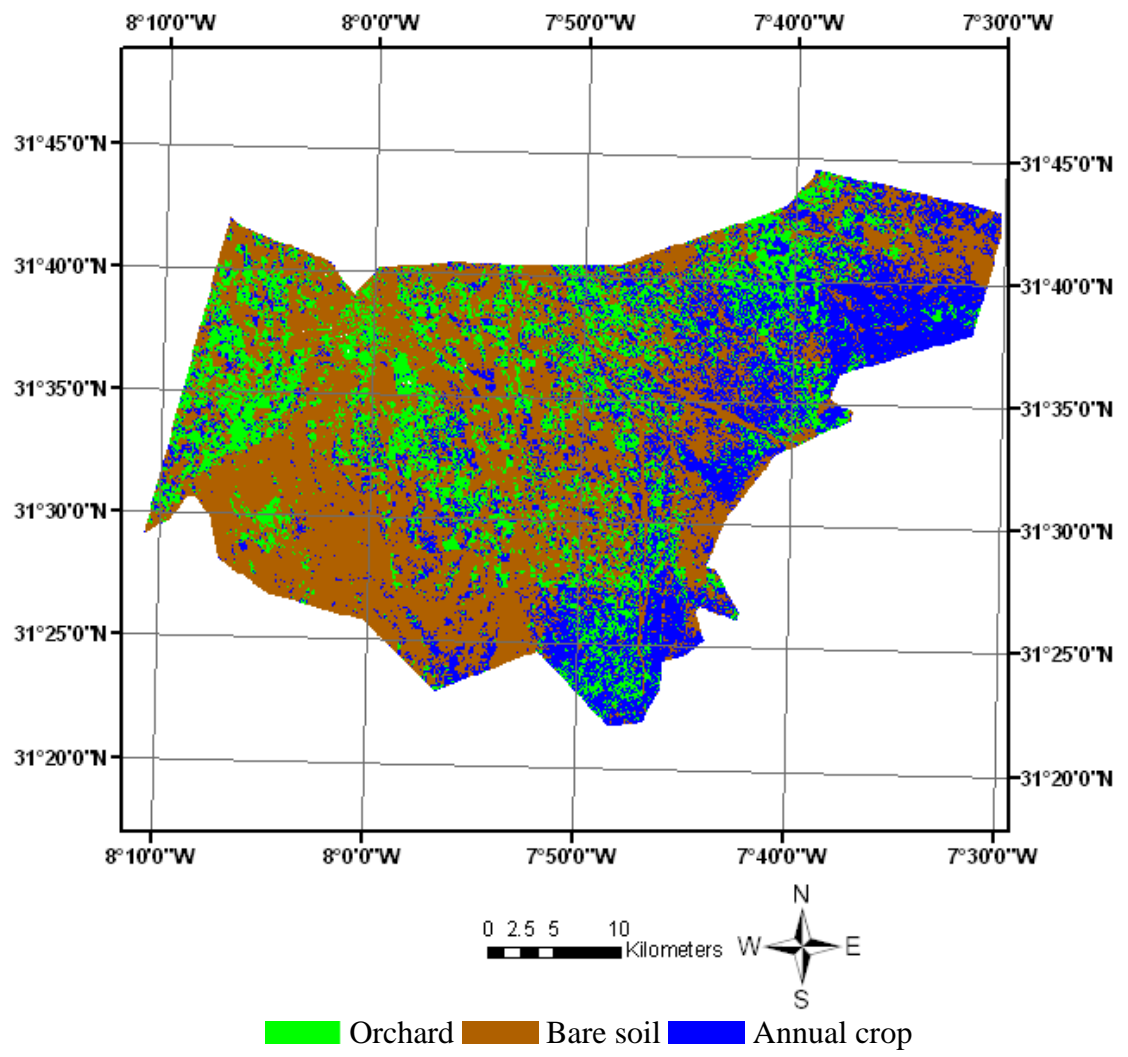 8°10'0"W 8°0'0"W 7°50'0"W 7°40'0"W 7°30'0"W
31°45'0"N 31°45'0"N
31°40'0"N 31°40'0"N
31°35'0"N 31°35'0"N
31°30'0"N 31°30'0"N
31°25'0"N 31°25'0"N
31°20'0"N 31°20'0"N
8°10'0"W 8°0'0"W 7°50'0"W 7°40'0"W 7°30'0"W
N
0 2.5 5 10
Kilometers W E
S
Orchard Bare soil Annual crop